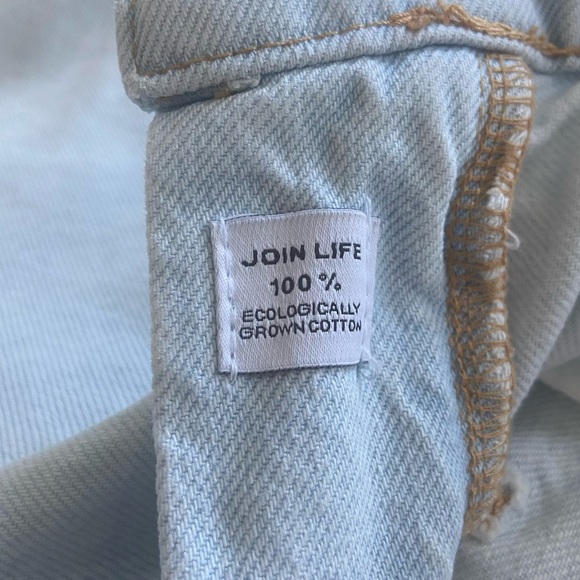 JOIN LIFE
100 %
ECOLOGICALLY
GROWN COTTON